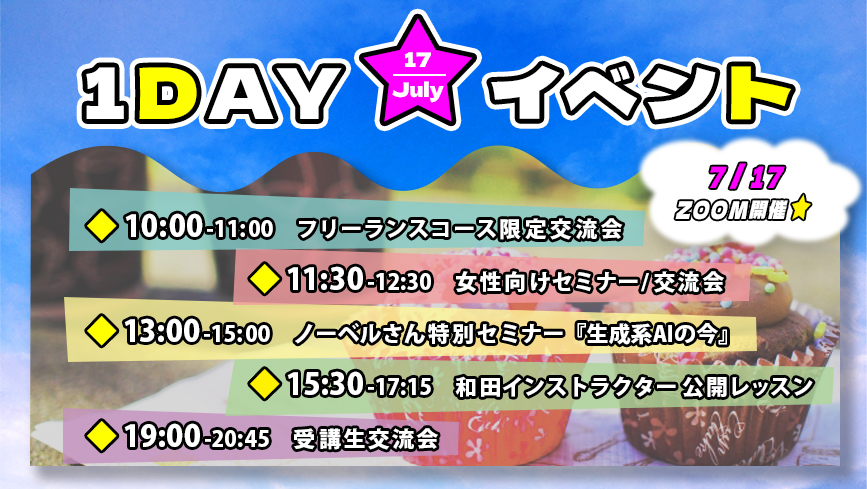 1DAY
17
July
イベント
7/17
ZOOM開催
10:00-11:00 フリーランスコース限定交流会
11:30-12:30 女性向けセミナー/交流会
13:00-15:00 ノーベルさん特別セミナー『生成系AIの今』
15:30-17:15 和田インストラクター公開レッスン
19:00-20:45 受講生交流会